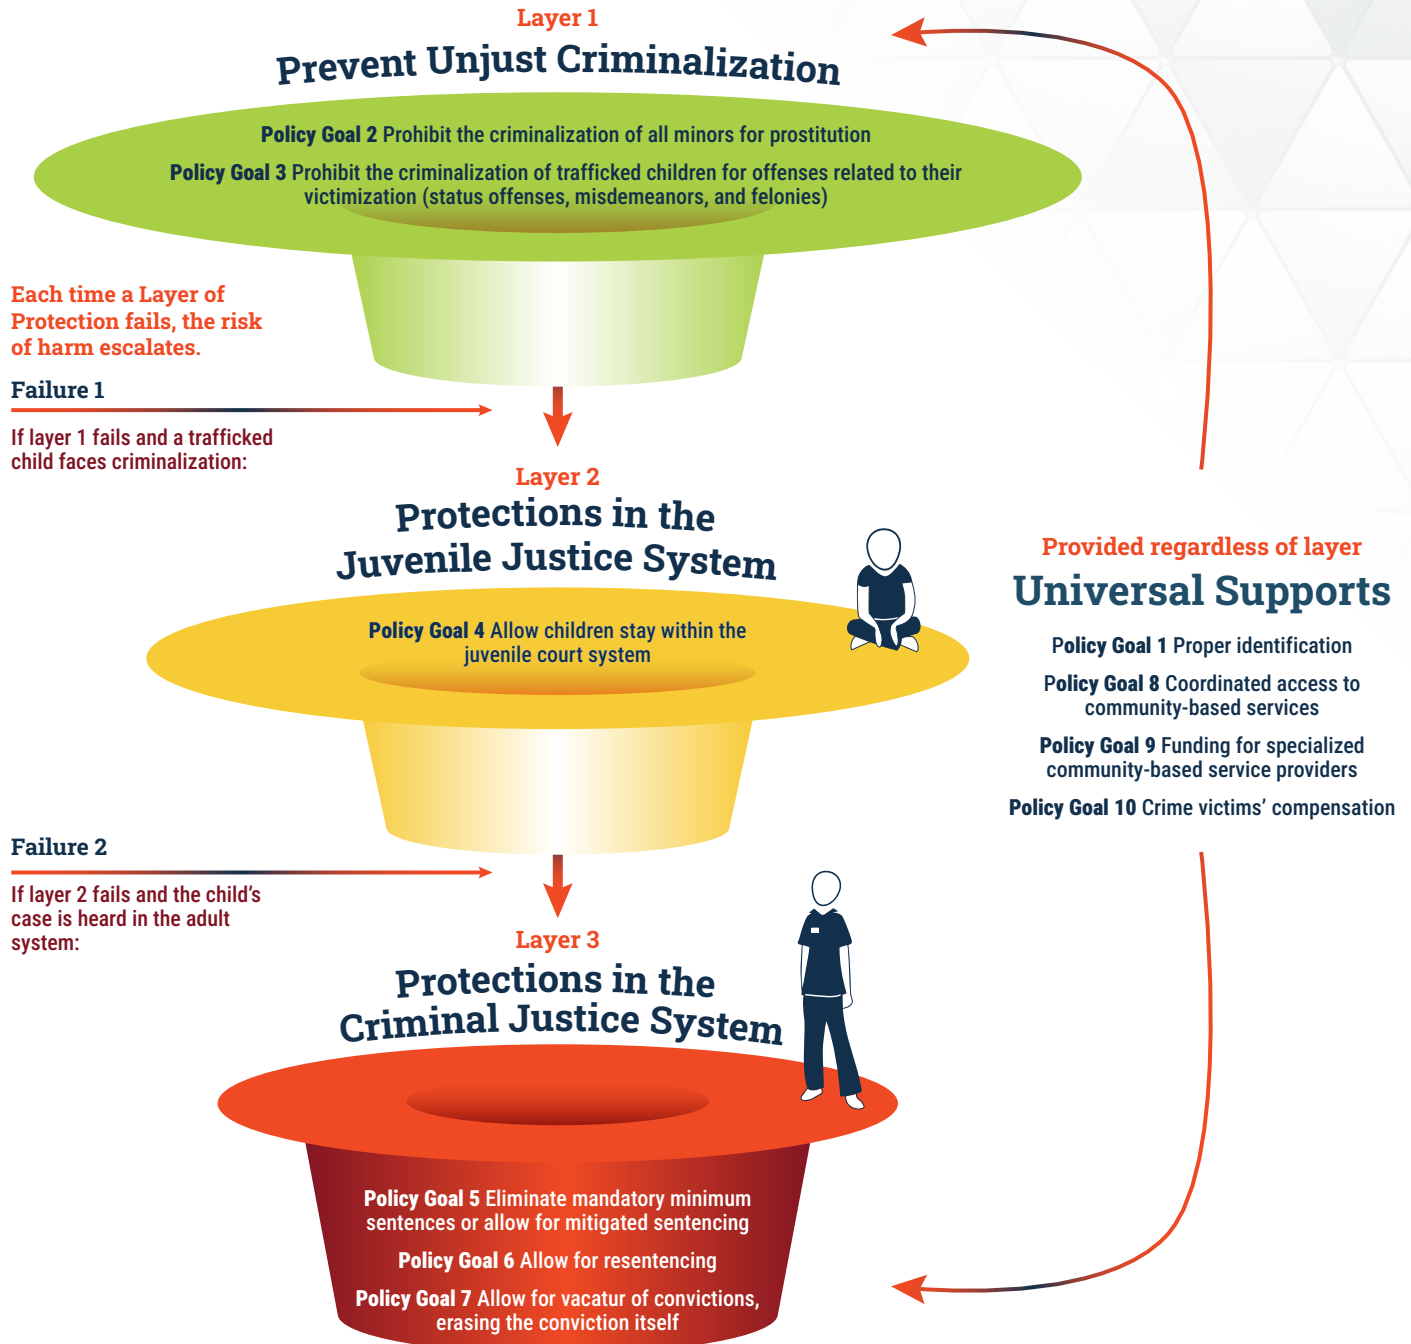 Layer 1
Prevent Unjust Criminalization
Policy Goal 2 Prohibit the criminalization of all minors for prostitution
Policy Goal 3 Prohibit the criminalization of trafficked children for offenses related to their
victimization (status offenses, misdemeanors, and felonies)
Each time a Layer of
Protection fails, the risk
of harm escalates.
Failure 1
If layer 1 fails and a trafficked
child faces criminalization:
Layer 2
Protections in the
Juvenile Justice System
Policy Goal 4 Allow children stay within the
juvenile court system
Provided regardless of layer
Universal Supports
Policy Goal 1 Proper identification
Policy Goal 8 Coordinated access to
community-based services
Policy Goal 9 Funding for specialized
community-based service providers
Policy Goal 10 Crime victims’ compensation
Failure 2
If layer 2 fails and the child’s
case is heard in the adult
system:
Layer 3
Protections in the
Criminal Justice System
Policy Goal 5 Eliminate mandatory minimum
sentences or allow for mitigated sentencing
Policy Goal 6 Allow for resentencing
Policy Goal 7 Allow for vacatur of convictions,
erasing the conviction itself